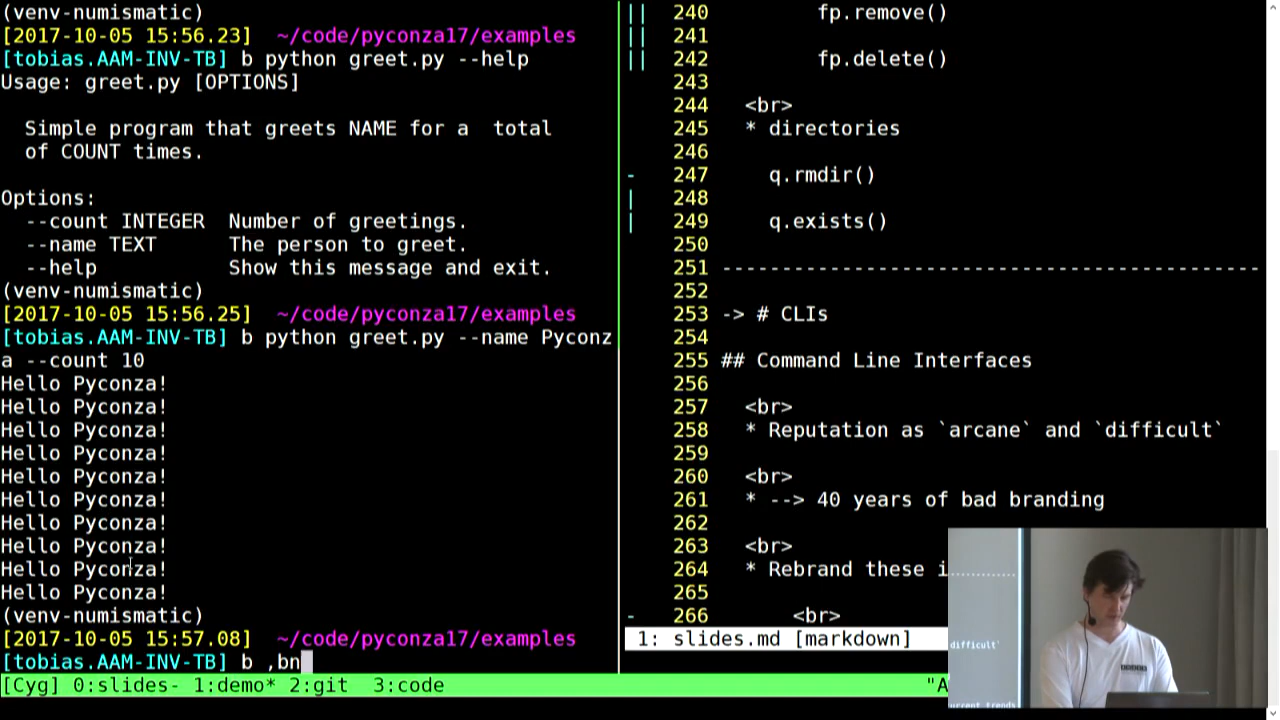 (venv-numismatic)
[2017-10-05 15:56.23]  ~/code/pyconza17/examples
[tobias.AAM-INV-TB] b python greet.py --help
Usage: greet.py [OPTIONS]
  Simple program that greets NAME for a  total
  of COUNT times.
Options:
  --count INTEGER  Number of greetings.
  --name TEXT      The person to greet.
  --help           Show this message and exit.
(venv-numismatic)
[2017-10-05 15:56.25]  ~/code/pyconza17/examples
[tobias.AAM-INV-TB] b python greet.py --name Pyconz
a --count 10
Hello Pyconza!
Hello Pyconza!
Hello Pyconza!
Hello Pyconza!
Hello Pyconza!
Hello Pyconza!
Hello Pyconza!
Hello Pyconza!
Hello Pyconza!
Hello Pyconza!
(venv-numismatic)
[2017-10-05 15:57.08]  ~/code/pyconza17/examples
[tobias.AAM-INV-TB] b ,bn
|| 240         fp.remove()
|| 241
|| 242         fp.delete()
243
244   <br>
245   * directories
246
- 247     q.rmdir()
| 248
| 249     q.exists()
250
251 ----------------------------------------------
252
253 -> # CLIs
254
255 ## Command Line Interfaces
256
257   <br>
258   * Reputation as `arcane` and `difficult`
259
260   <br>
261   * --> 40 years of bad branding
262
263   <br>
264   * Rebrand these i
265
- 266       <br>
1: slides.md [markdown]
[Cyg] 0:slides- 1:demo* 2:git  3:code
"A
difficult`
urrent trends